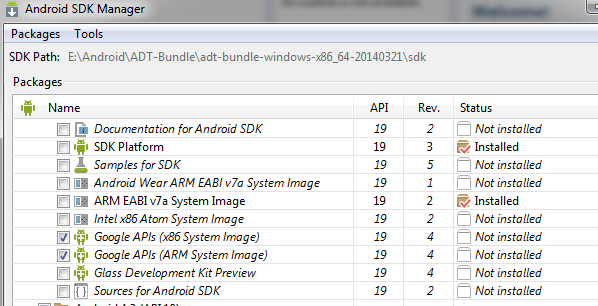 Android SDK Manager
Packages Tools
SDK Path: E:\Android\ADT-Bundle\adt-bundle-windows-x86_64-20140321\sdk
Packages
Name API Rev. Status
Documentation for Android SDK 19 2 Not installed
SDK Platform 19 3 Installed
Samples for SDK 19 5 Not installed
Android Wear ARM EABI v7a System Image 19 1 Not installed
ARM EABI v7a System Image 19 2 Installed
Intel x86 Atom System Image 19 2 Not installed
Google APIs (x86 System Image) 19 4 Not installed
Google APIs (ARM System Image) 19 4 Not installed
Glass Development Kit Preview 19 4 Not installed
Sources for Android SDK 19 2 Not installed